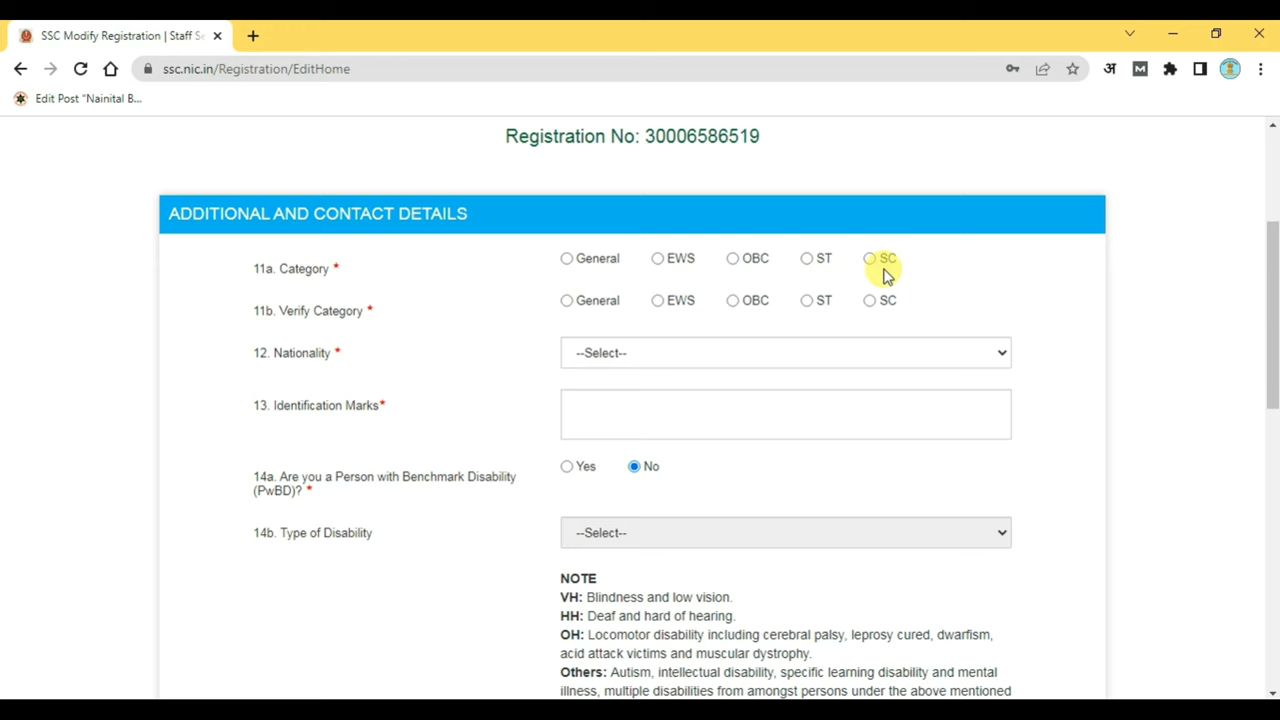 SSC Modify Registration | Staff Se
ssc.nic.in/Registration/EditHome
अ
M
Edit Post "Nainital B...
Registration No: 30006586519
ADDITIONAL AND CONTACT DETAILS
11a. Category * General EWS OBC ST SC
11b. Verify Category * General EWS OBC ST SC
12. Nationality * --Select--
13. Identification Marks*
14a. Are you a Person with Benchmark Disability (PwBD)? * Yes No
14b. Type of Disability --Select--
NOTE
VH: Blindness and low vision.
HH: Deaf and hard of hearing.
OH: Locomotor disability including cerebral palsy, leprosy cured, dwarfism,
acid attack victims and muscular dystrophy.
Others: Autism, intellectual disability, specific learning disability and mental
illness, multiple disabilities from amongst persons under the above mentioned